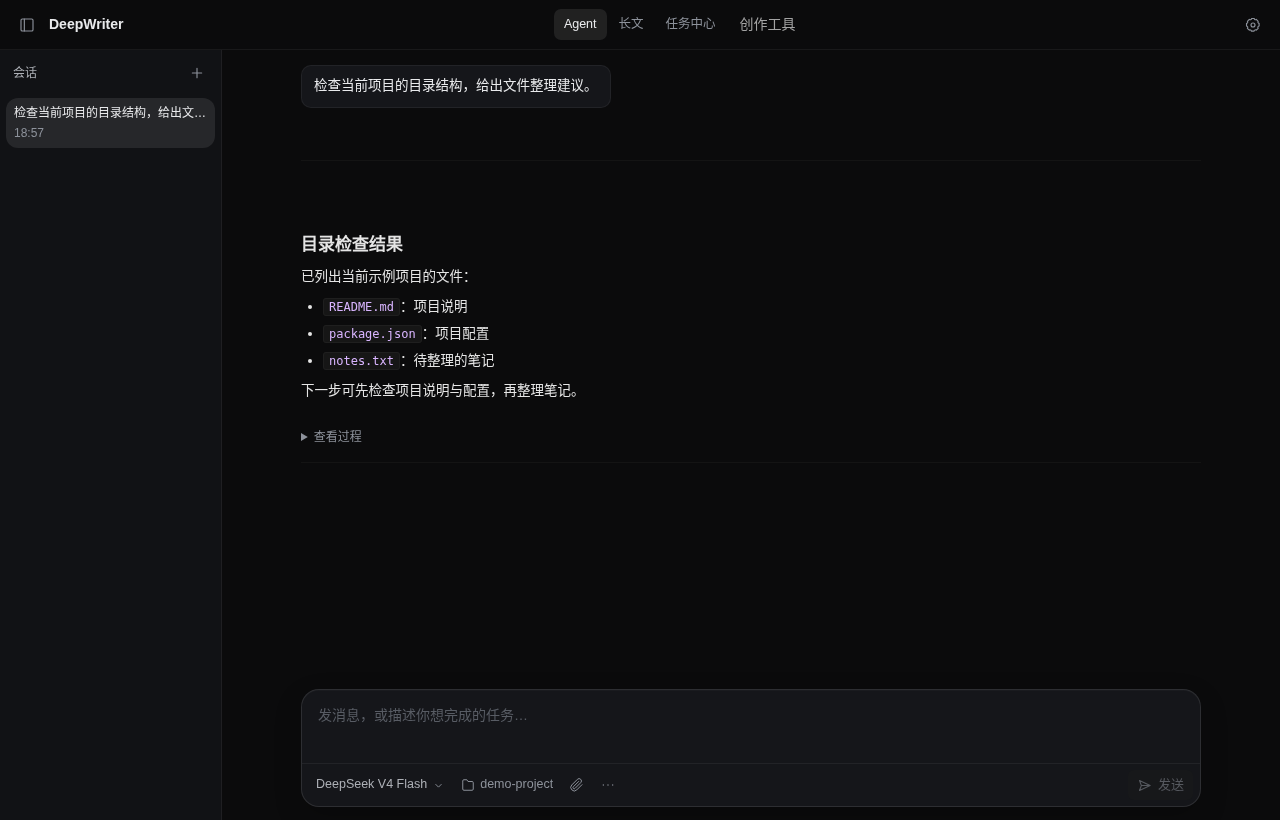 DeepWriter
Agent
长文
任务中心
创作工具
会话
检查当前项目的目录结构，给出文…
18:57
检查当前项目的目录结构，给出文件整理建议。
目录检查结果
已列出当前示例项目的文件：
README.md：项目说明
package.json：项目配置
notes.txt：待整理的笔记
下一步可先检查项目说明与配置，再整理笔记。
查看过程
发消息，或描述你想完成的任务…
DeepSeek V4 Flash
demo-project
发送